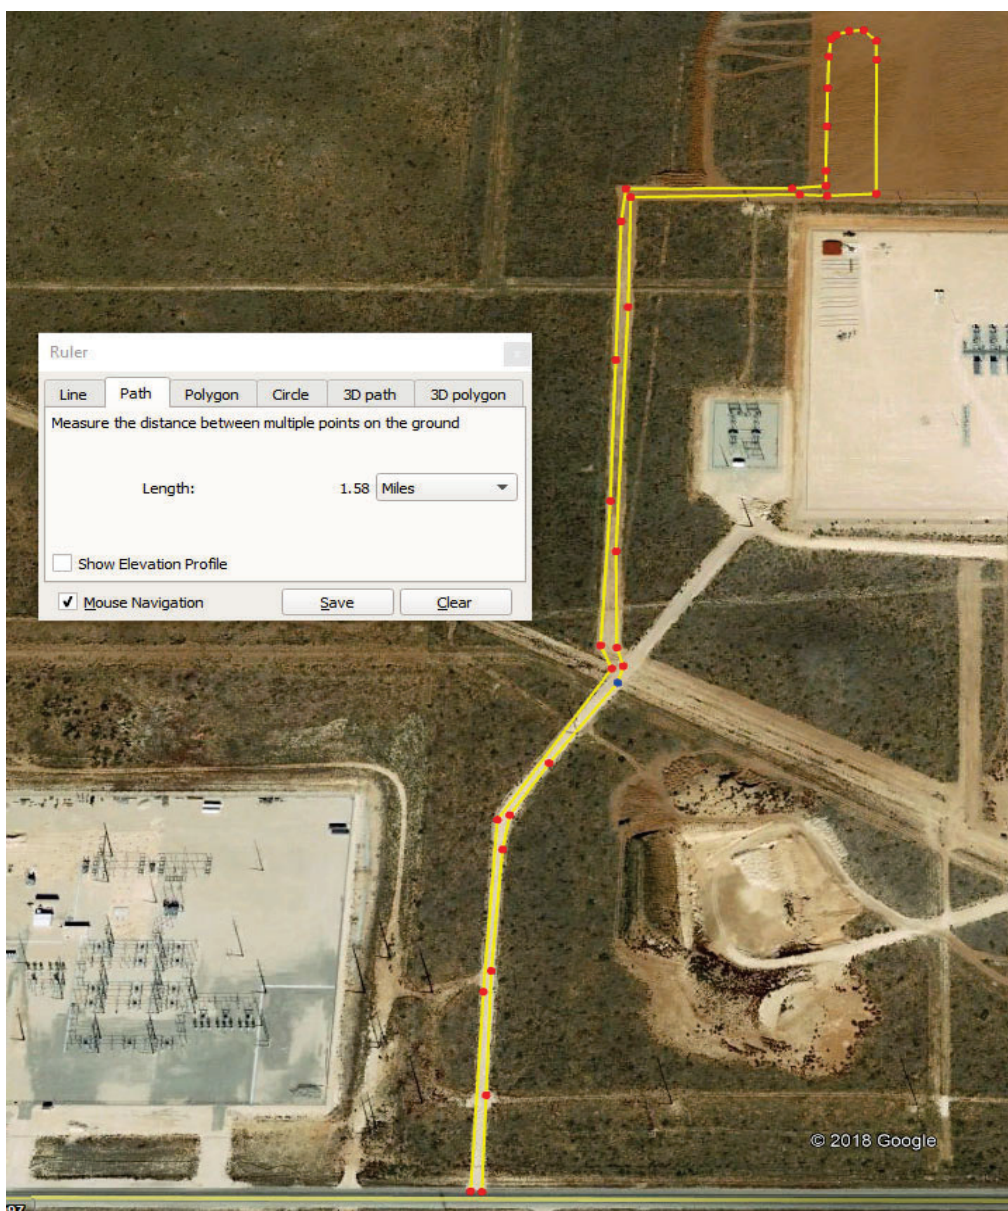 Ruler
Line Path Polygon Circle 3D path 3D polygon
Measure the distance between multiple points on the ground
Length: 1.58 Miles
Show Elevation Profile
Mouse Navigation Save Clear
© 2018 Google